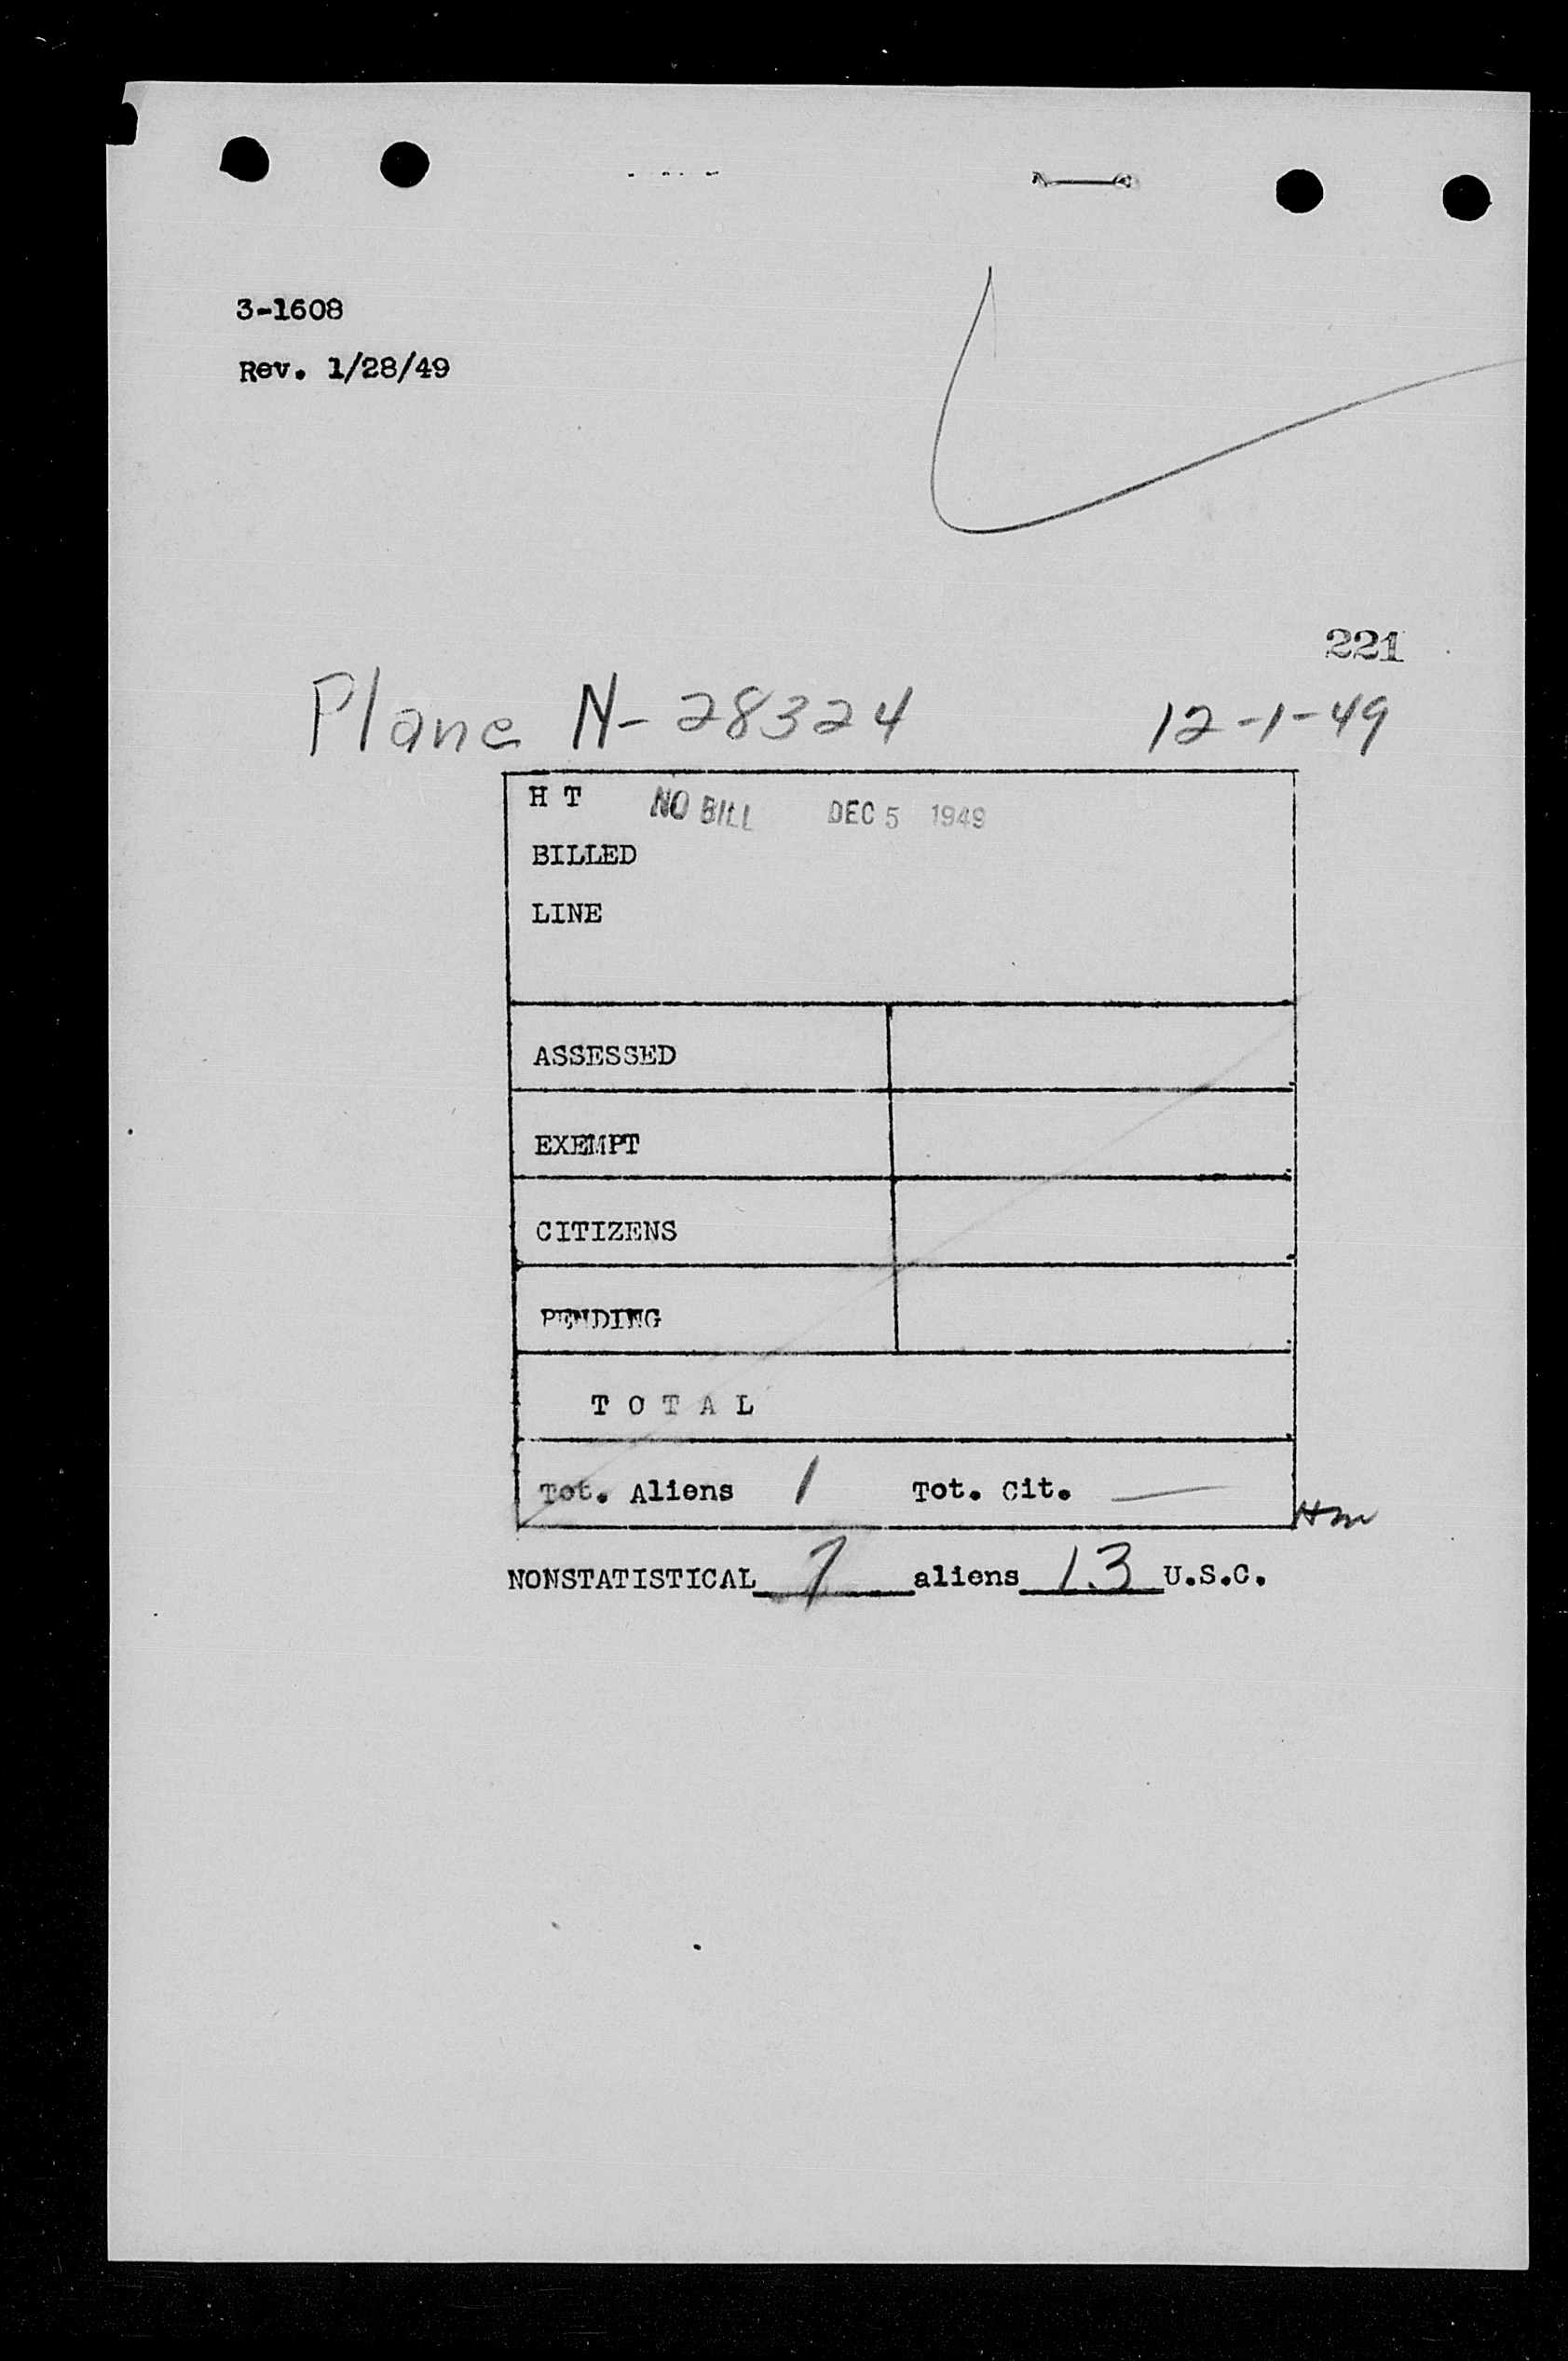 3-1608
Rev. 1/28/49
221
Plane N-28324 12-1-49
H T NO BILL DEC 5 1949
BILLED
LINE
ASSESSED
EXEMPT
CITIZENS
PENDING
T O T A L
Tot. Aliens 1 Tot. Cit. —
Hm
NONSTATISTICAL 7 aliens 13 U.S.C.